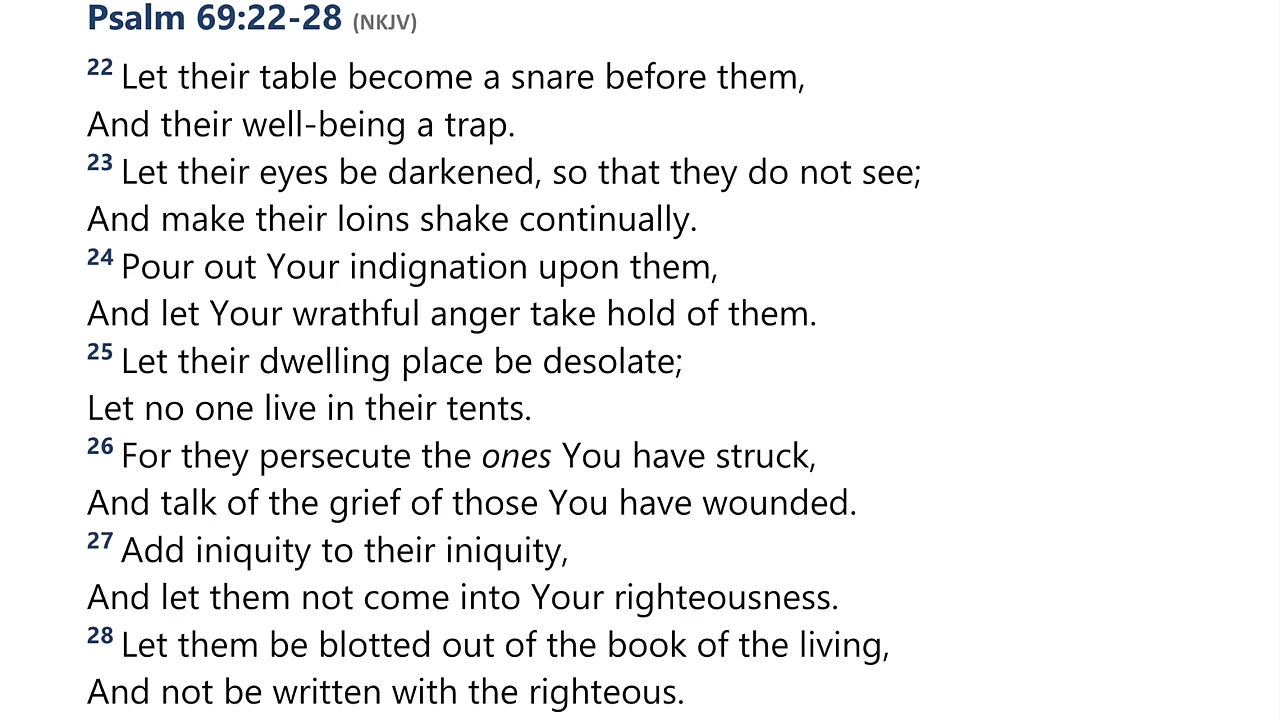 Psalm 69:22-28 (NKJV)
22 Let their table become a snare before them,
And their well-being a trap.
23 Let their eyes be darkened, so that they do not see;
And make their loins shake continually.
24 Pour out Your indignation upon them,
And let Your wrathful anger take hold of them.
25 Let their dwelling place be desolate;
Let no one live in their tents.
26 For they persecute the ones You have struck,
And talk of the grief of those You have wounded.
27 Add iniquity to their iniquity,
And let them not come into Your righteousness.
28 Let them be blotted out of the book of the living,
And not be written with the righteous.